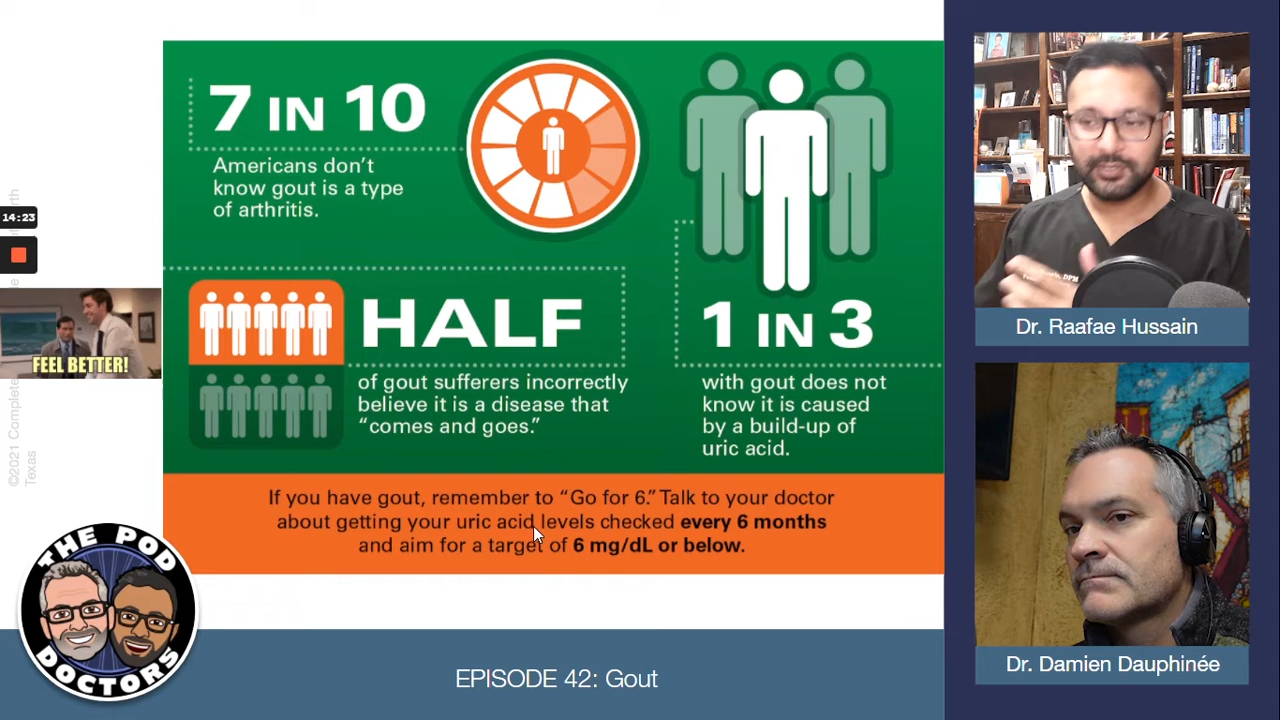 7 IN 10
Americans don't
know gout is a type
of arthritis.
HALF
of gout sufferers incorrectly
believe it is a disease that
“comes and goes.”
1 IN 3
with gout does not
know it is caused
by a build-up of
uric acid.
If you have gout, remember to “Go for 6.” Talk to your doctor
about getting your uric acid levels checked every 6 months
and aim for a target of 6 mg/dL or below.
14:23
FEEL BETTER!
©2021 Complete
Texas
THE POD
DOCTORS
EPISODE 42: Gout
Dr. Raafae Hussain
Dr. Damien Dauphinée